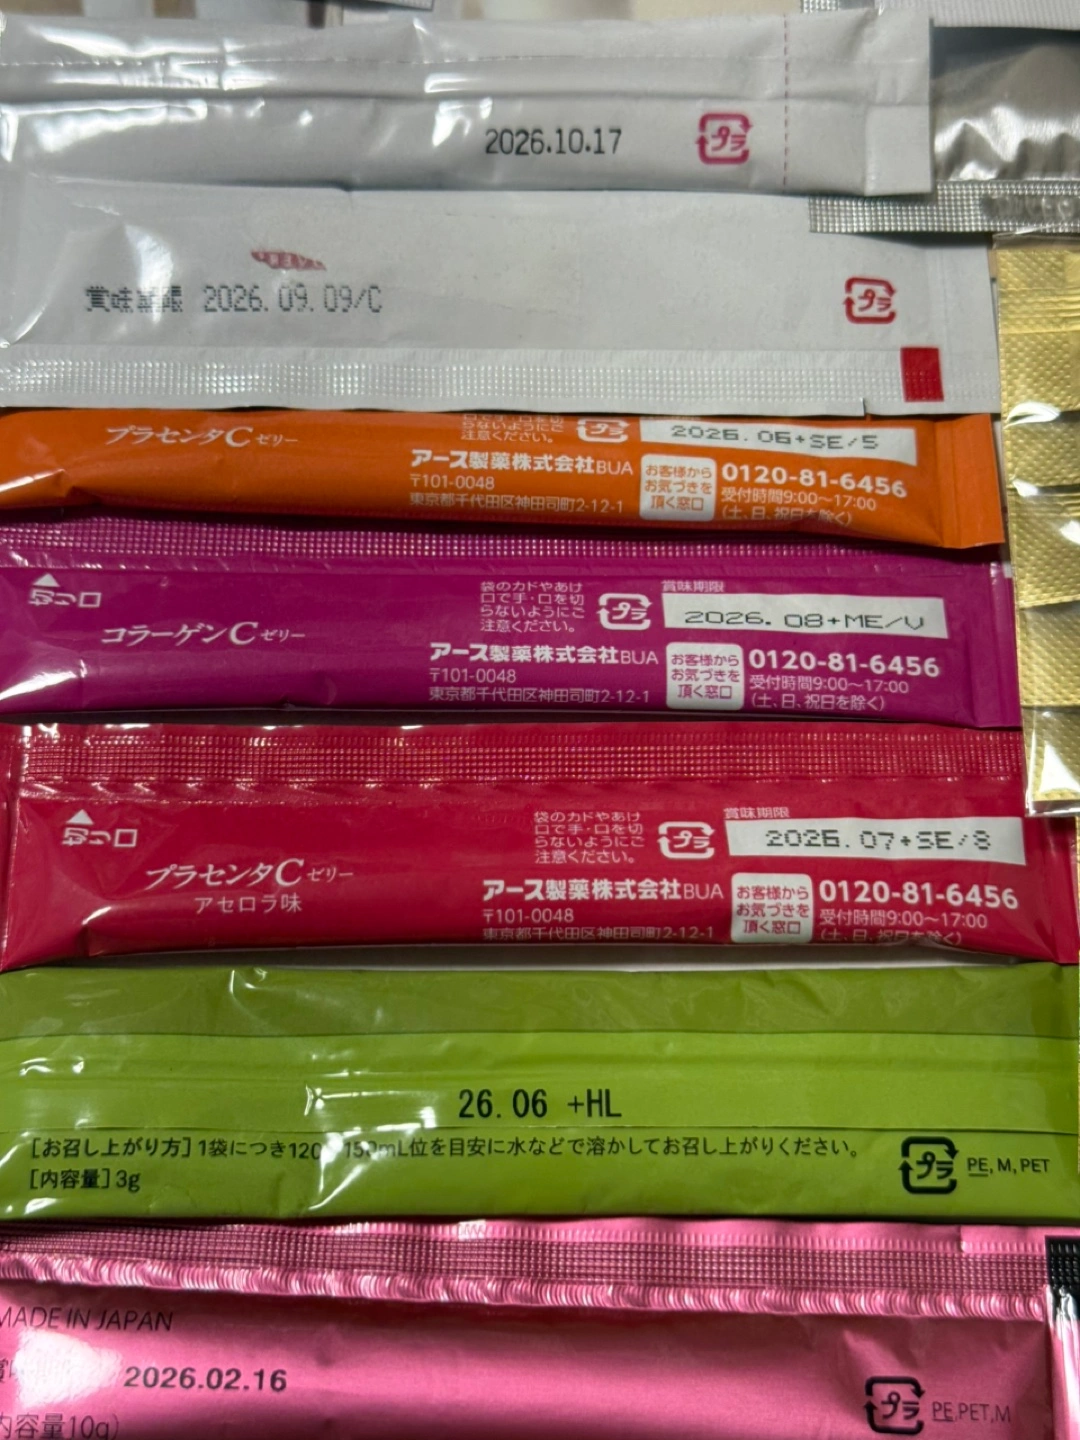 2026.10.17
プラ
賞味期限 2026.09.09/C
プラ
プラセンタCゼリー
口で手・口を切
らないようにご
注意ください。
プラ
2026.06+SE/5
アース製薬株式会社BUA
〒101-0048
東京都千代田区神田司町2-12-1
お客様から
お気づきを
頂く窓口
0120-81-6456
受付時間9:00〜17:00
(土、日、祝日を除く)
切り口
コラーゲンCゼリー
袋のカドやあけ
口で手・口を切
らないようにご
注意ください。
プラ
賞味期限
2026.08+ME/V
アース製薬株式会社BUA
〒101-0048
東京都千代田区神田司町2-12-1
お客様から
お気づきを
頂く窓口
0120-81-6456
受付時間9:00〜17:00
(土、日、祝日を除く)
切り口
プラセンタCゼリー
アセロラ味
袋のカドやあけ
口で手・口を切
らないようにご
注意ください。
プラ
賞味期限
2026.07+SE/8
アース製薬株式会社BUA
〒101-0048
東京都千代田区神田司町2-12-1
お客様から
お気づきを
頂く窓口
0120-81-6456
受付時間9:00〜17:00
(土、日、祝日を除く)
26.06 +HL
[お召し上がり方]1袋につき120 150mL位を目安に水などで溶かしてお召し上がりください。
[内容量]3g
プラ PE, M, PET
MADE IN JAPAN
2026.02.16
内容量10g)
プラ PE,PET,M